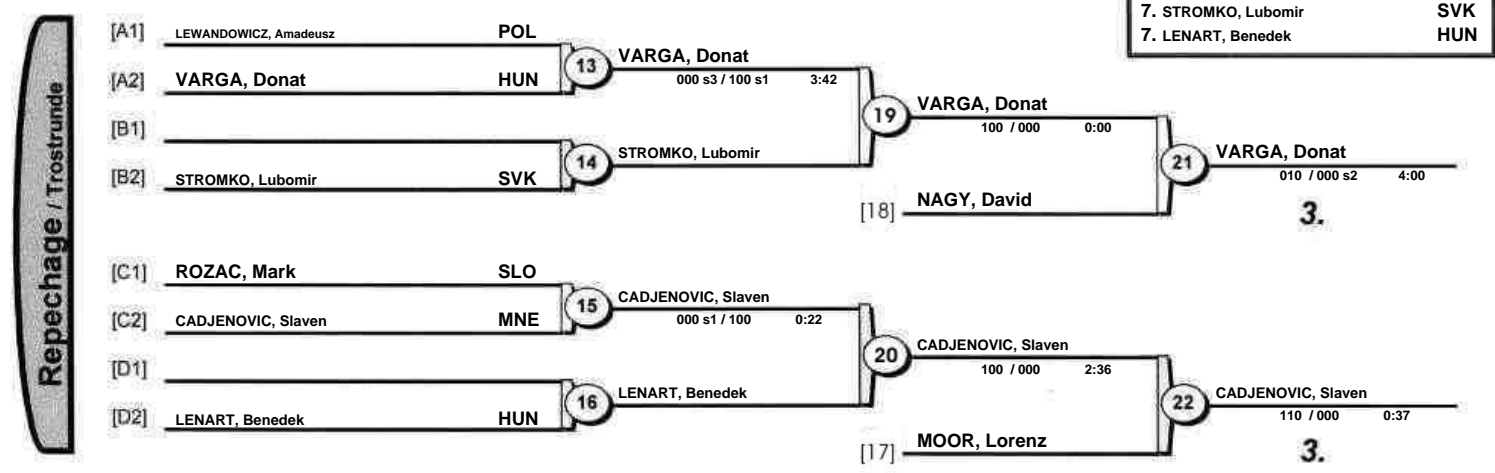 7. STROMKO, Lubomir SVK
7. LENART, Benedek HUN
Repechage / Trostrunde
[A1] LEWANDOWICZ, Amadeusz POL
13 VARGA, Donat
000 s3 / 100 s1 3:42
[A2] VARGA, Donat HUN
19 VARGA, Donat
100 / 000 0:00
[B1]
14 STROMKO, Lubomir
[B2] STROMKO, Lubomir SVK
21 VARGA, Donat
010 / 000 s2 4:00
[18] NAGY, David
3.
[C1] ROZAC, Mark SLO
15 CADJENOVIC, Slaven
000 s1 / 100 0:22
[C2] CADJENOVIC, Slaven MNE
20 CADJENOVIC, Slaven
100 / 000 2:36
[D1]
16 LENART, Benedek
[D2] LENART, Benedek HUN
22 CADJENOVIC, Slaven
110 / 000 0:37
[17] MOOR, Lorenz
3.